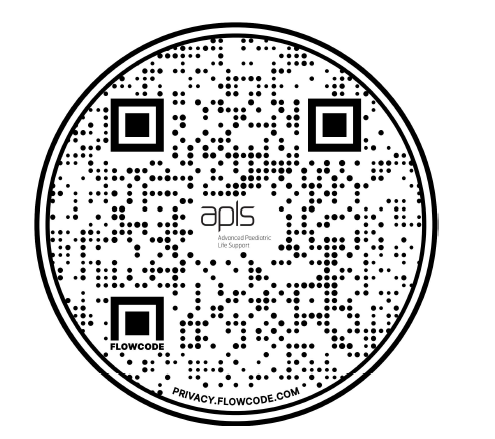 apls
Advanced Paediatric
Life Support
FLOWCODE
PRIVACY.FLOWCODE.COM